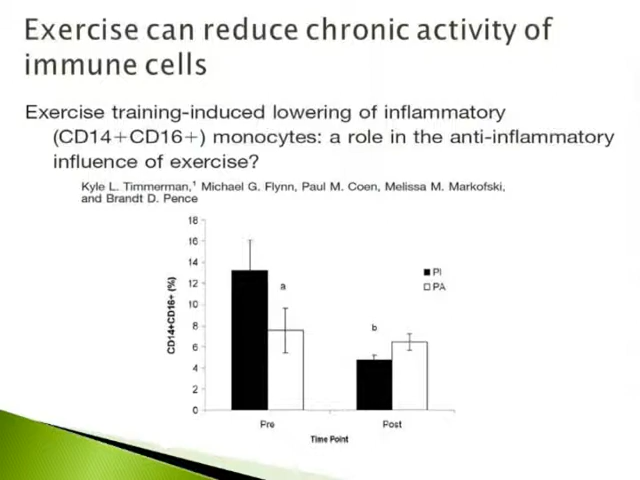 Exercise can reduce chronic activity of
immune cells
Exercise training-induced lowering of inflammatory
(CD14+CD16+) monocytes: a role in the anti-inflammatory
influence of exercise?
Kyle L. Timmerman,¹ Michael G. Flynn, Paul M. Coen, Melissa M. Markofski,
and Brandt D. Pence
18
16
14
12
10
8
6
4
2
0
CD14+CD16+ (%)
a
b
PI
PA
Pre
Post
Time Point